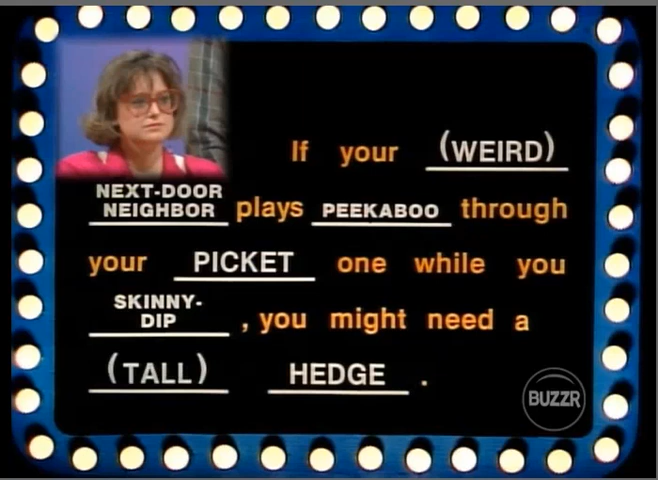 If your (WEIRD)
NEXT-DOOR
NEIGHBOR plays PEEKABOO through
your PICKET one while you
SKINNY-
DIP , you might need a
(TALL) HEDGE .
BUZZR